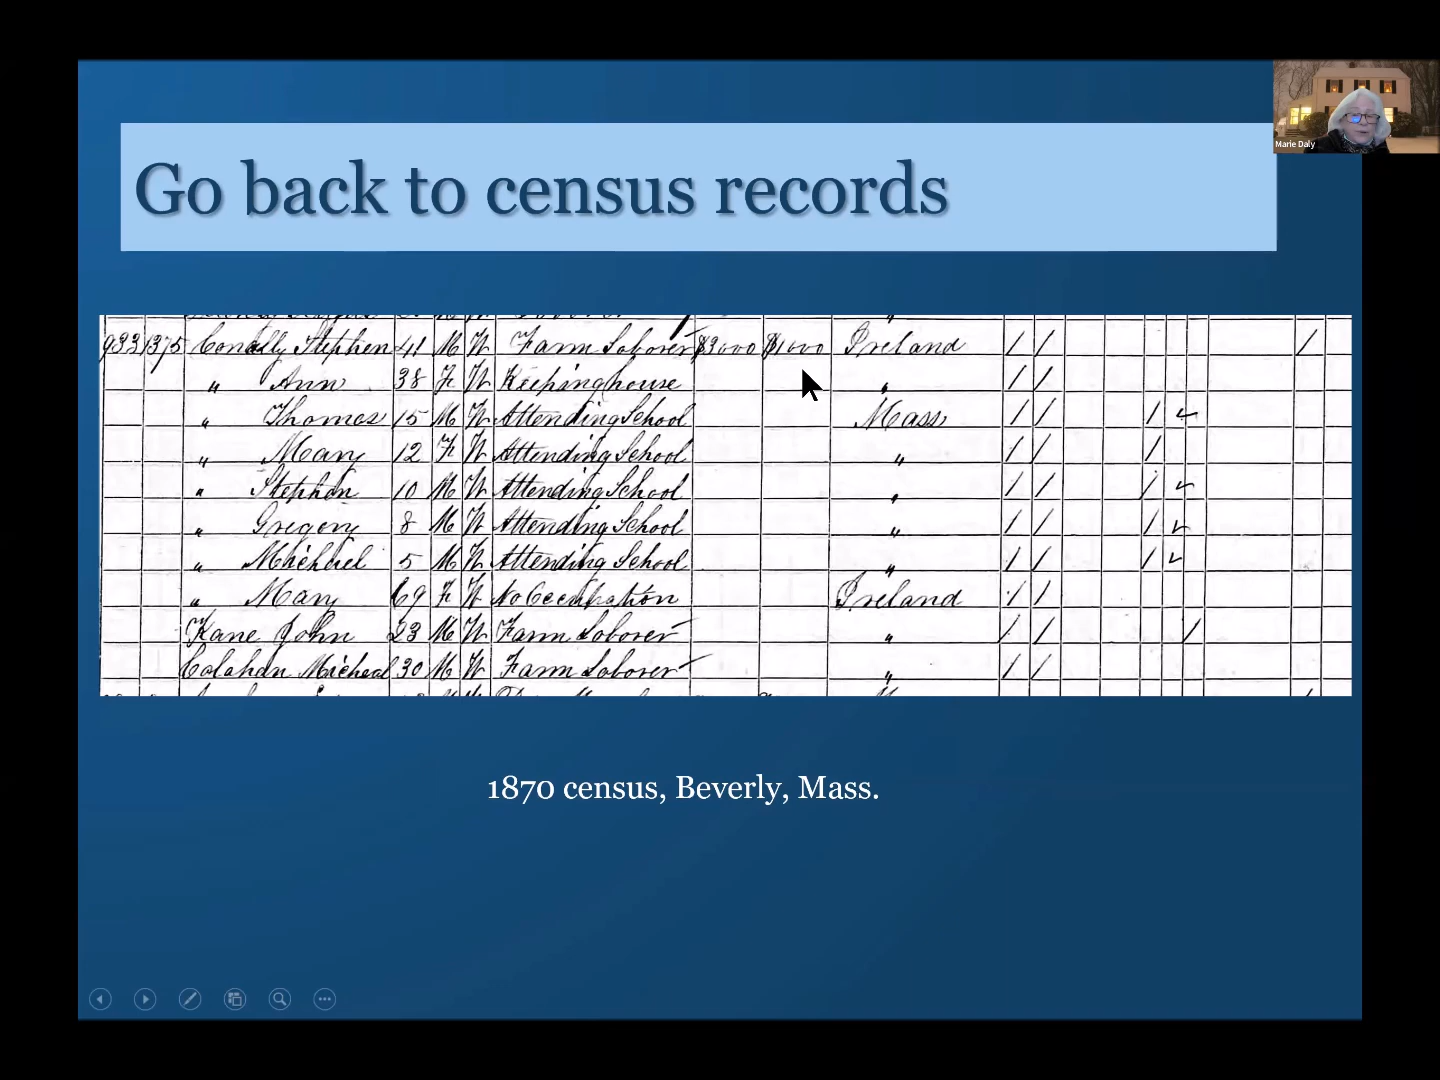 Marie Daly
Go back to census records
933 1375 Conolly Stephen 41 M W Farm Laborer $3000 $1000 Ireland / / /
" Ann 38 F W Keeping house " / /
" Thomas 15 M W Attending School Mass / / / ✓
" Mary 12 F W Attending School " / / /
" Stephen 10 M W Attending School " / / / ✓
" Gregory 8 M W Attending School " / / / ✓
" Michael 5 M W Attending School " / / / ✓
" Mary 69 F W No Occupation Ireland / /
Kane John 23 M W Farm Laborer " / / /
Calahan Micheal 30 M W Farm Laborer " / /
1870 census, Beverly, Mass.